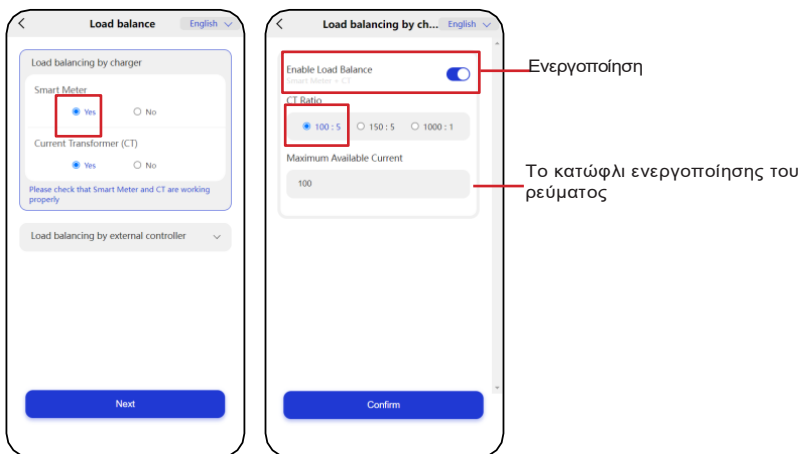 Load balance
English
Load balancing by charger
Smart Meter
Yes
No
Current Transformer (CT)
Yes
No
Please check that Smart Meter and CT are working
properly
Load balancing by external controller
Next
Load balancing by ch...
English
Enable Load Balance
Smart Meter + CT
CT Ratio
100 : 5
150 : 5
1000 : 1
Maximum Available Current
100
Confirm
Ενεργοποίηση
Το κατώφλι ενεργοποίησης του
ρεύματος